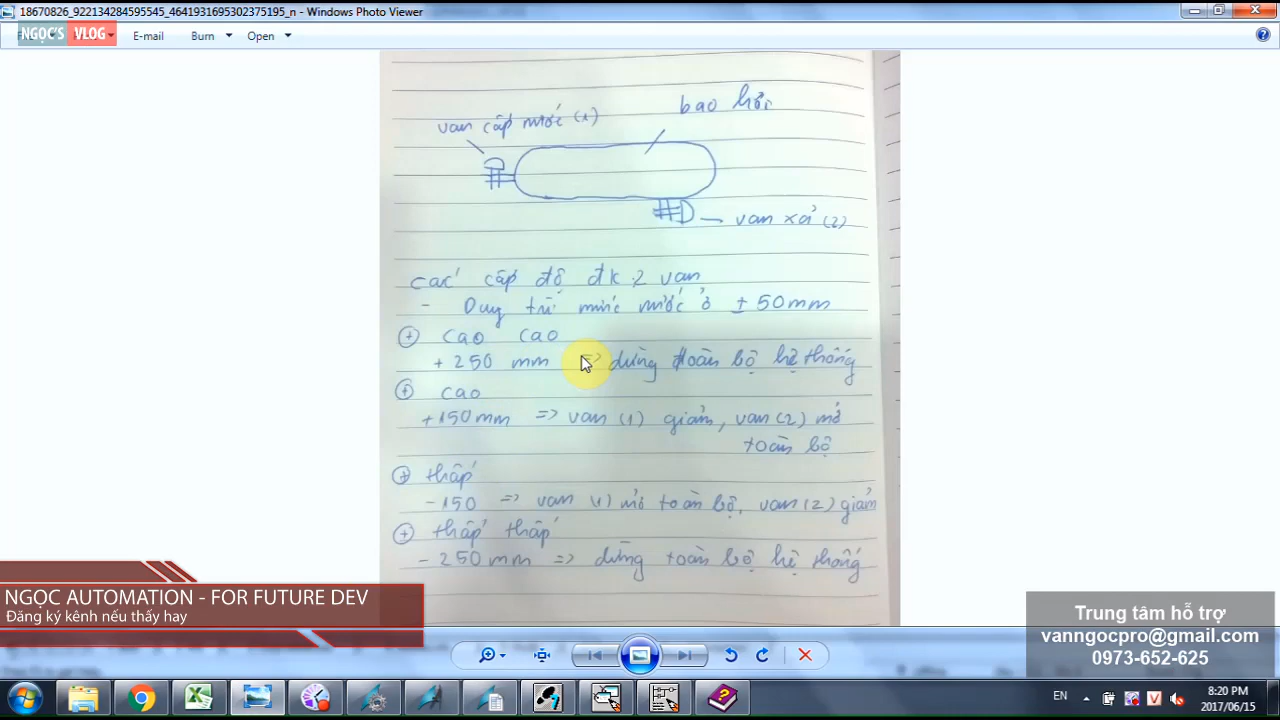 18670826_922134284595545_4641931695302375195_n - Windows Photo Viewer
NGỌC'S VLOG
E-mail Burn Open
van cấp nước (1)
bao hơi
van xả (2)
các cấp độ đk 2 van
- Duy trì mức nước ở ± 50mm
+ cao cao
+ 250 mm => dừng toàn bộ hệ thống
+ cao
+150mm => van (1) giảm, van (2) mở
toàn bộ
+ thấp
-150 => van (1) mở toàn bộ, van (2) giảm
+ thấp thấp
- 250 mm => dừng toàn bộ hệ thống
NGỌC AUTOMATION - FOR FUTURE DEV
Đăng ký kênh nếu thấy hay
Trung tâm hỗ trợ
vanngocpro@gmail.com
0973-652-625
EN
8:20 PM
2017/06/15